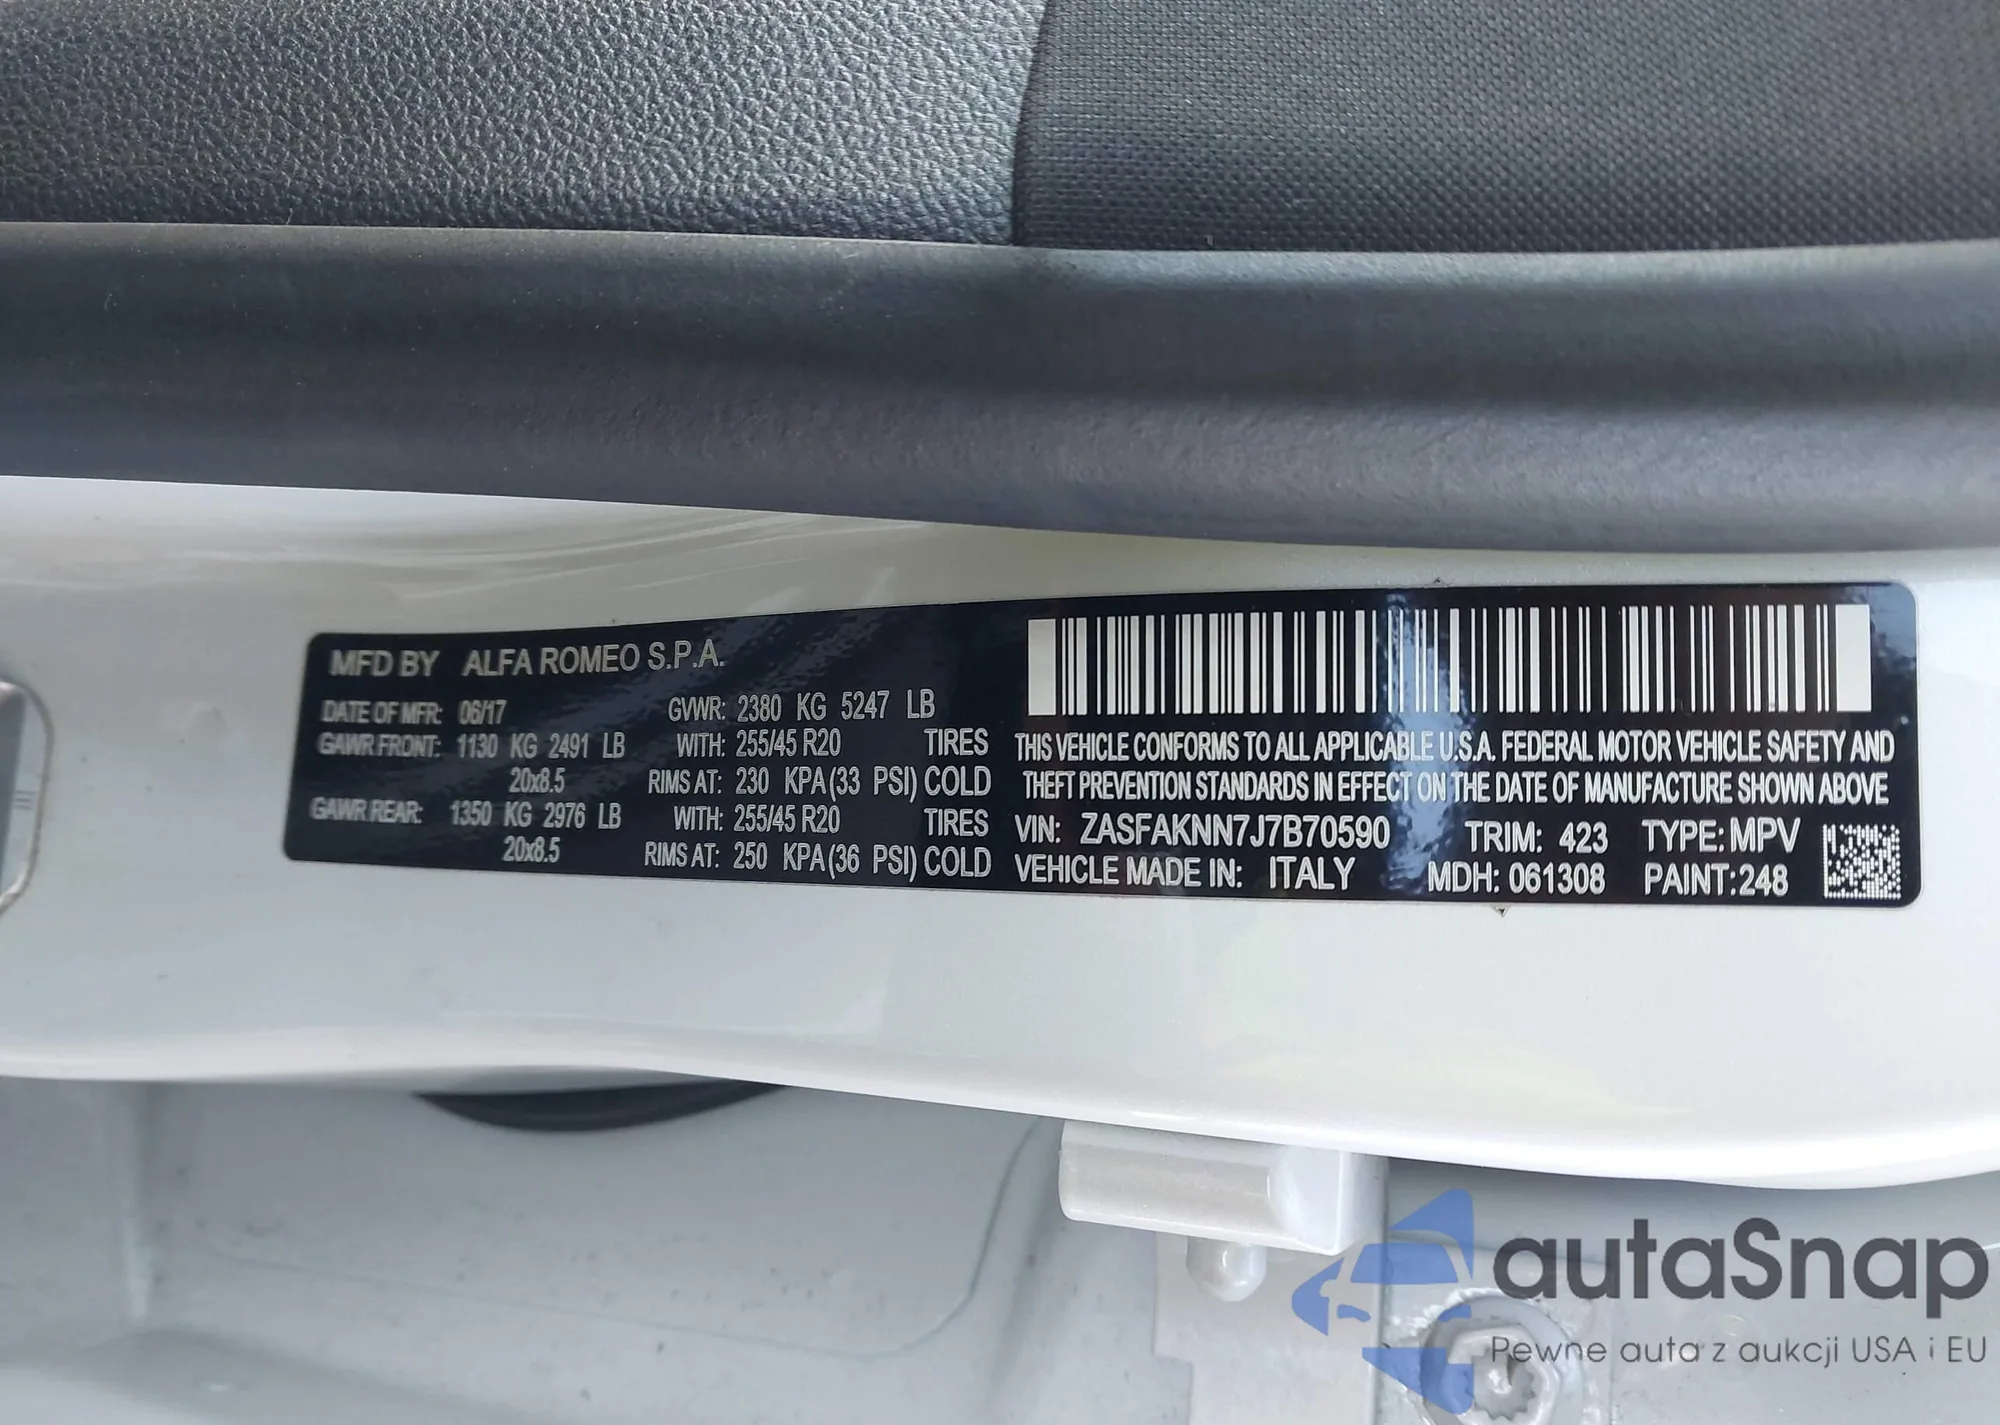 MFD BY ALFA ROMEO S.P.A.
DATE OF MFR: 06/17 GVWR: 2380 KG 5247 LB
GAWR FRONT: 1130 KG 2491 LB WITH: 255/45 R20 TIRES
20x8.5 RIMS AT: 230 KPA(33 PSI) COLD
GAWR REAR: 1350 KG 2976 LB WITH: 255/45 R20 TIRES
20x8.5 RIMS AT: 250 KPA(36 PSI) COLD
THIS VEHICLE CONFORMS TO ALL APPLICABLE U.S.A. FEDERAL MOTOR VEHICLE SAFETY AND
THEFT PREVENTION STANDARDS IN EFFECT ON THE DATE OF MANUFACTURE SHOWN ABOVE
VIN: ZASFAKNN7J7B70590 TRIM: 423 TYPE: MPV
VEHICLE MADE IN: ITALY MDH: 061308 PAINT:248
autaSnap
Pewne auta z aukcji USA i EU